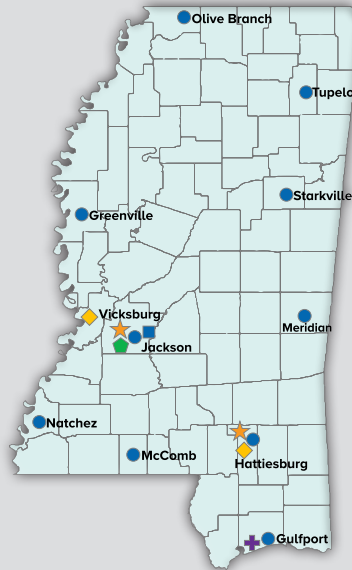 Olive Branch
Tupelo
Starkville
Greenville
Vicksburg
Meridian
Jackson
Natchez
McComb
Hattiesburg
Gulfport